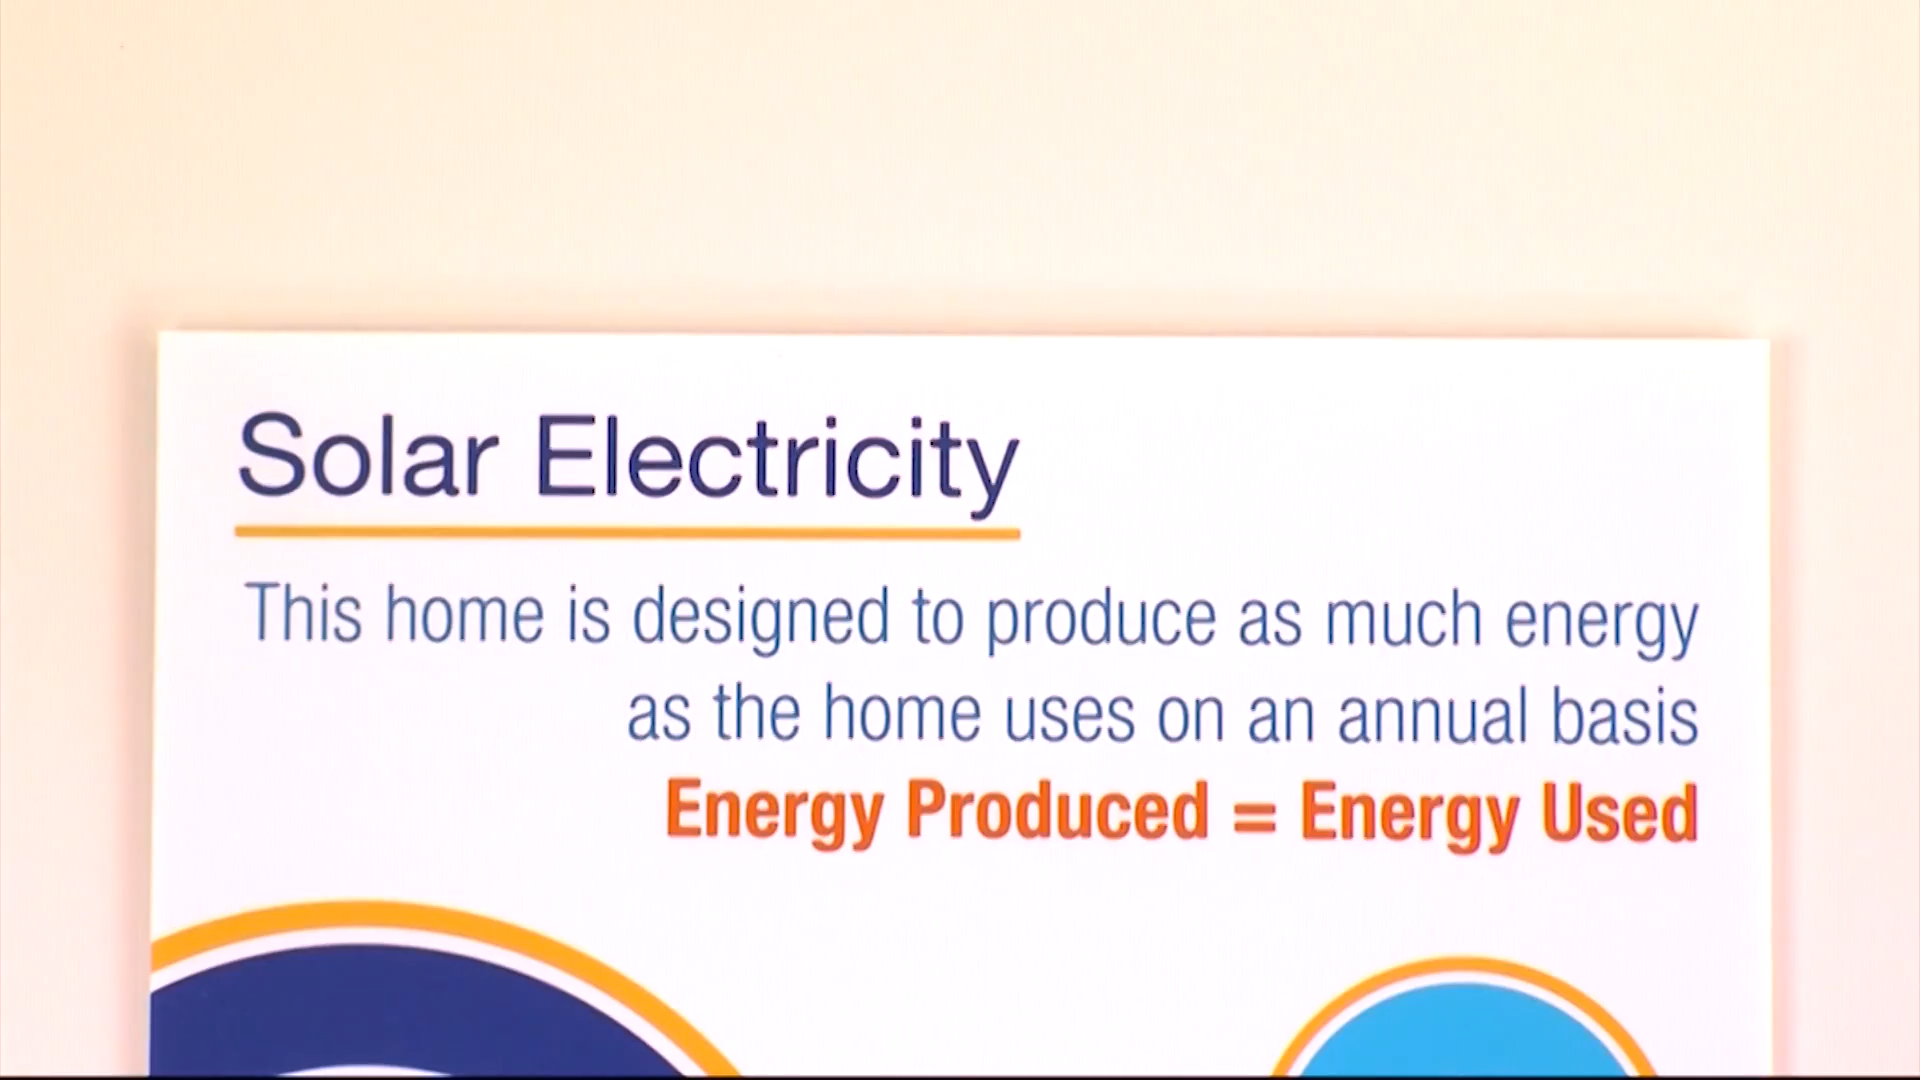 Solar Electricity
This home is designed to produce as much energy
as the home uses on an annual basis
Energy Produced = Energy Used